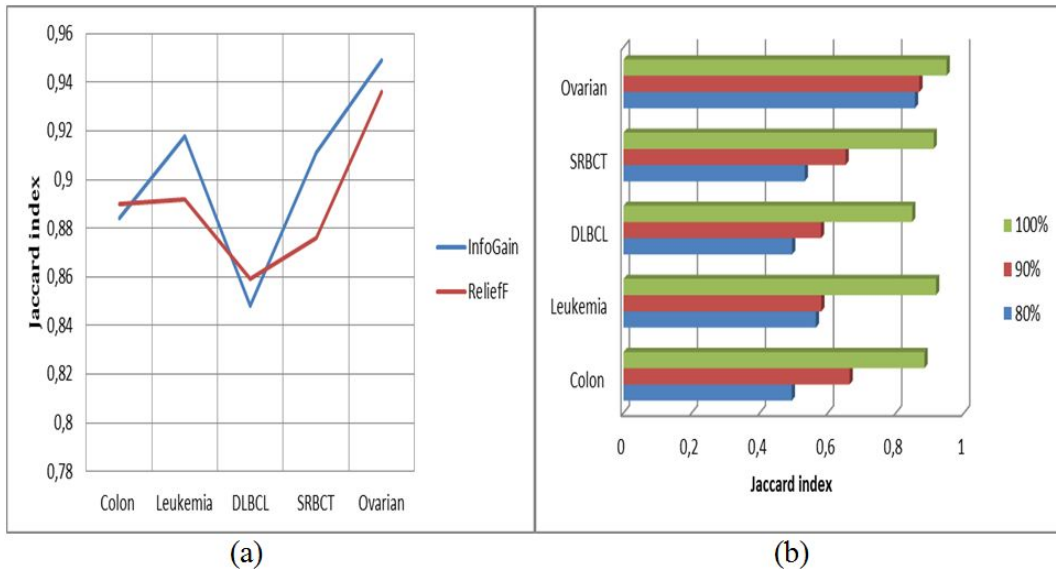 0,96
0,94
0,92
0,9
0,88
0,86
0,84
0,82
0,8
0,78
Jaccard index
Colon
Leukemia
DLBCL
SRBCT
Ovarian
InfoGain
ReliefF
(a)
Ovarian
SRBCT
DLBCL
Leukemia
Colon
0
0,2
0,4
0,6
0,8
1
Jaccard index
100%
90%
80%
(b)